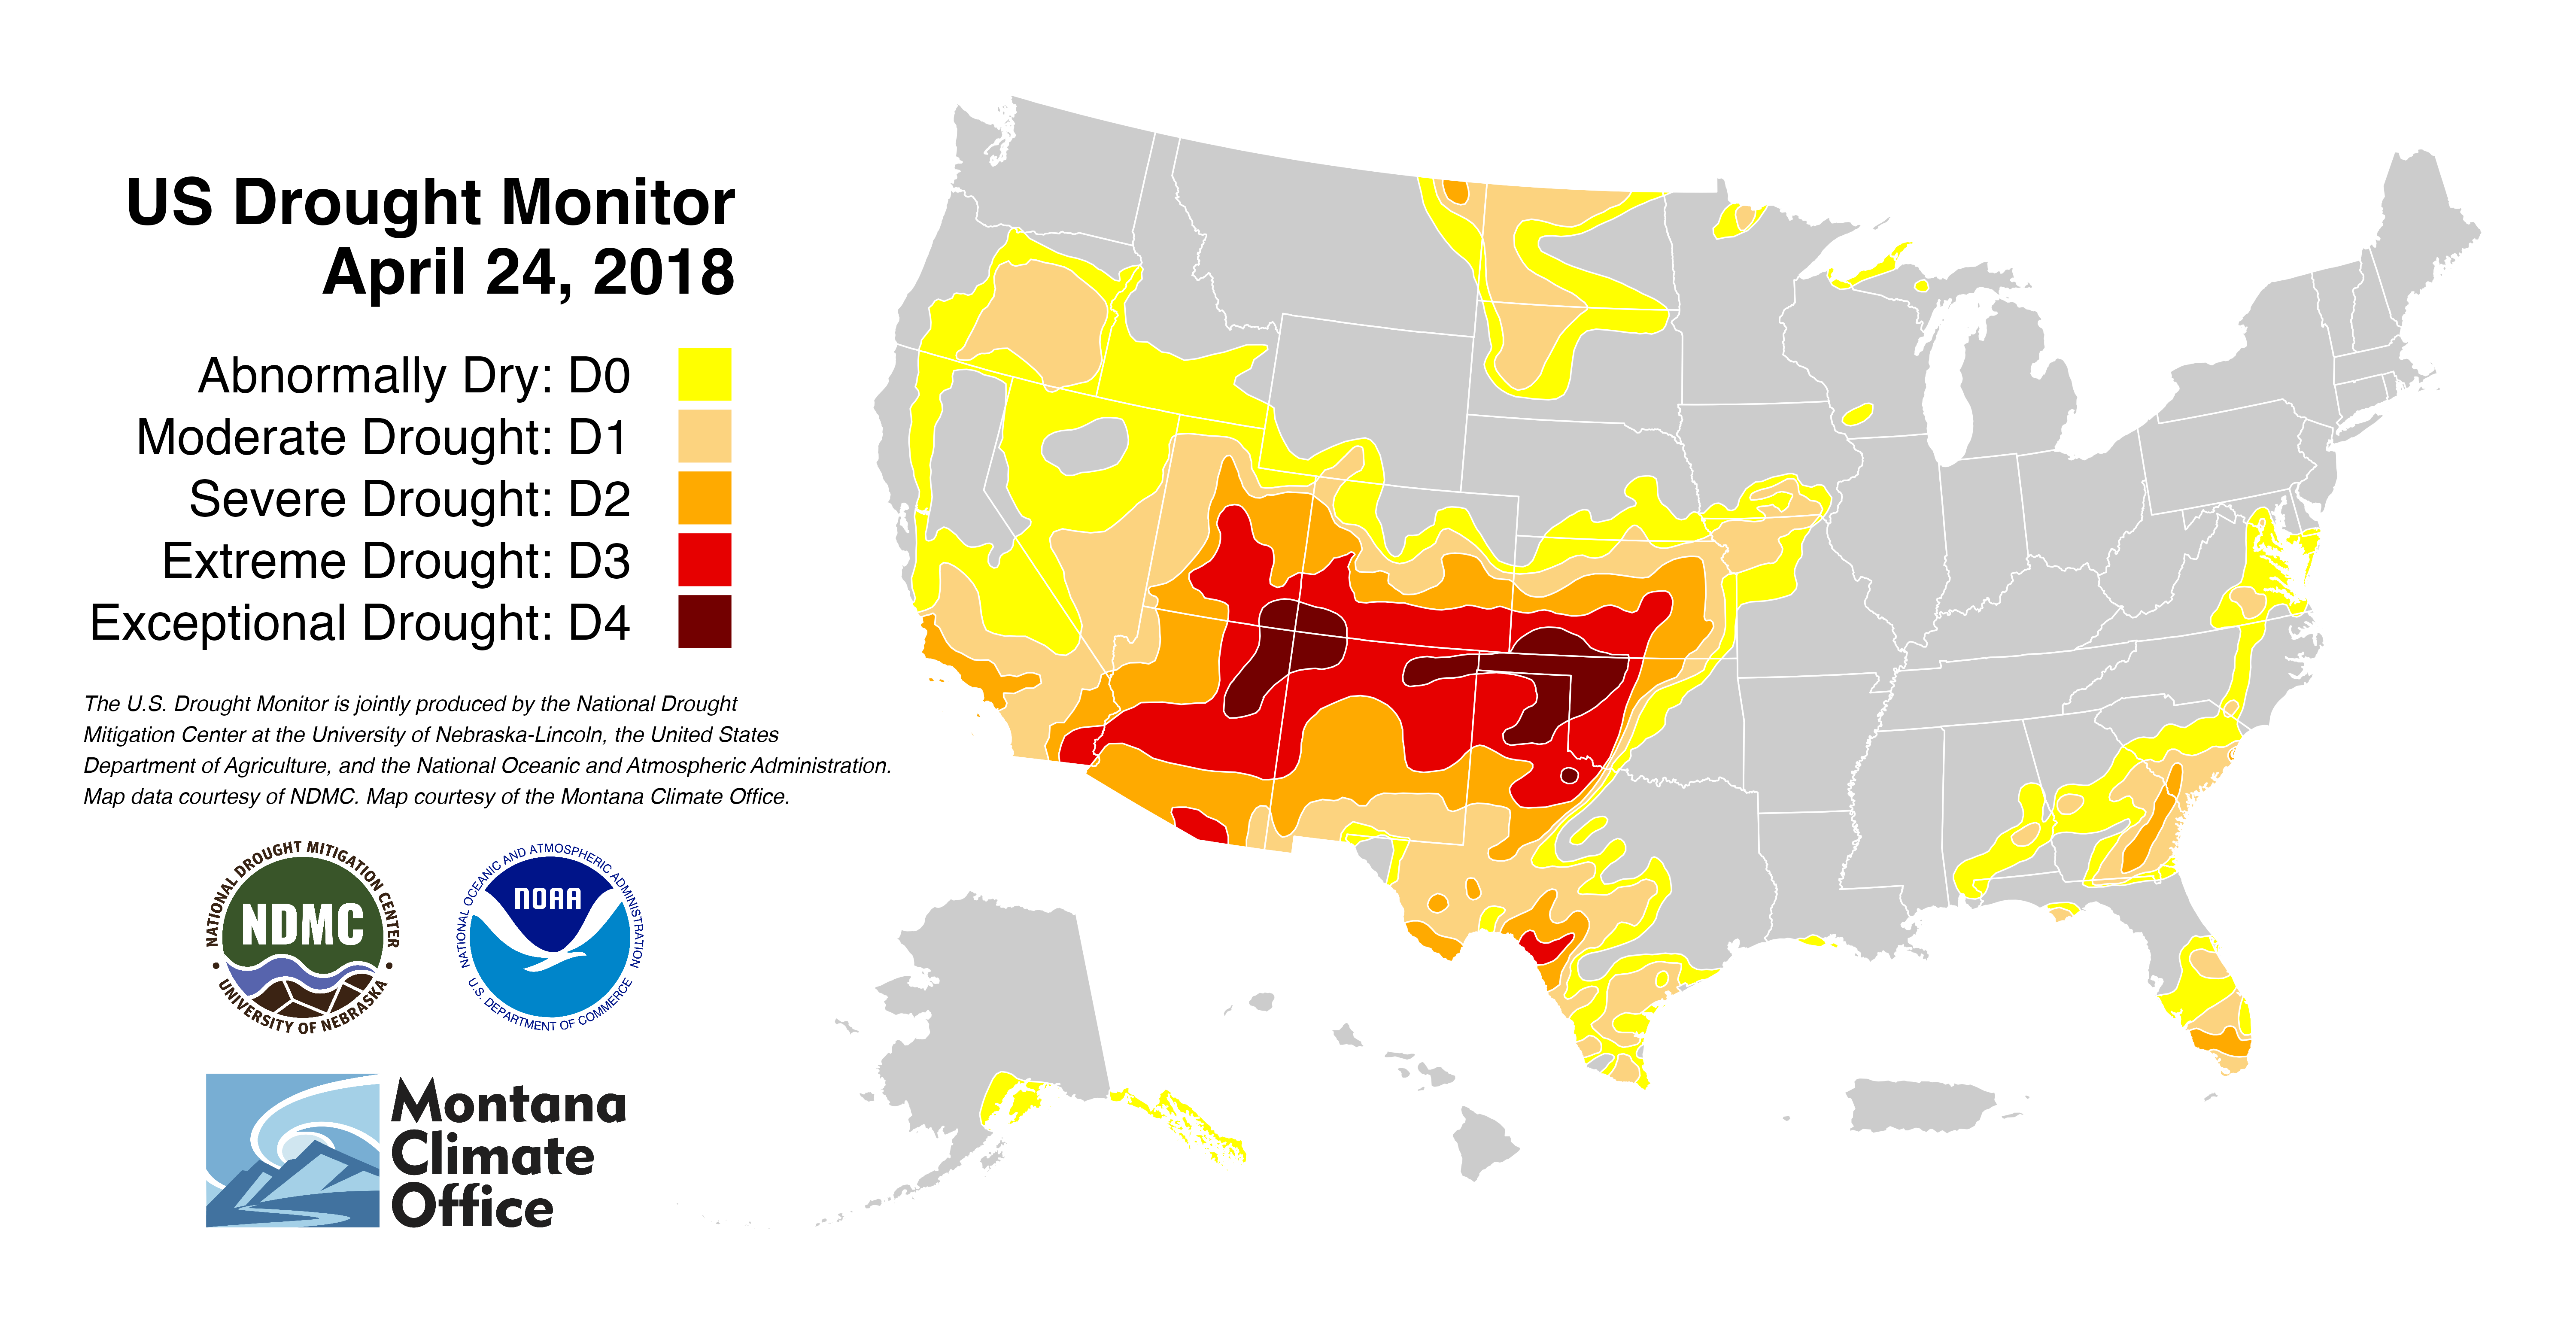 US Drought Monitor
April 24, 2018
Abnormally Dry: D0
Moderate Drought: D1
Severe Drought: D2
Extreme Drought: D3
Exceptional Drought: D4
The U.S. Drought Monitor is jointly produced by the National Drought
Mitigation Center at the University of Nebraska-Lincoln, the United States
Department of Agriculture, and the National Oceanic and Atmospheric Administration.
Map data courtesy of NDMC. Map courtesy of the Montana Climate Office.
NATIONAL DROUGHT MITIGATION CENTER
NDMC
• UNIVERSITY OF NEBRASKA •
NATIONAL OCEANIC AND ATMOSPHERIC ADMINISTRATION
NOAA
U.S. DEPARTMENT OF COMMERCE
Montana
Climate
Office